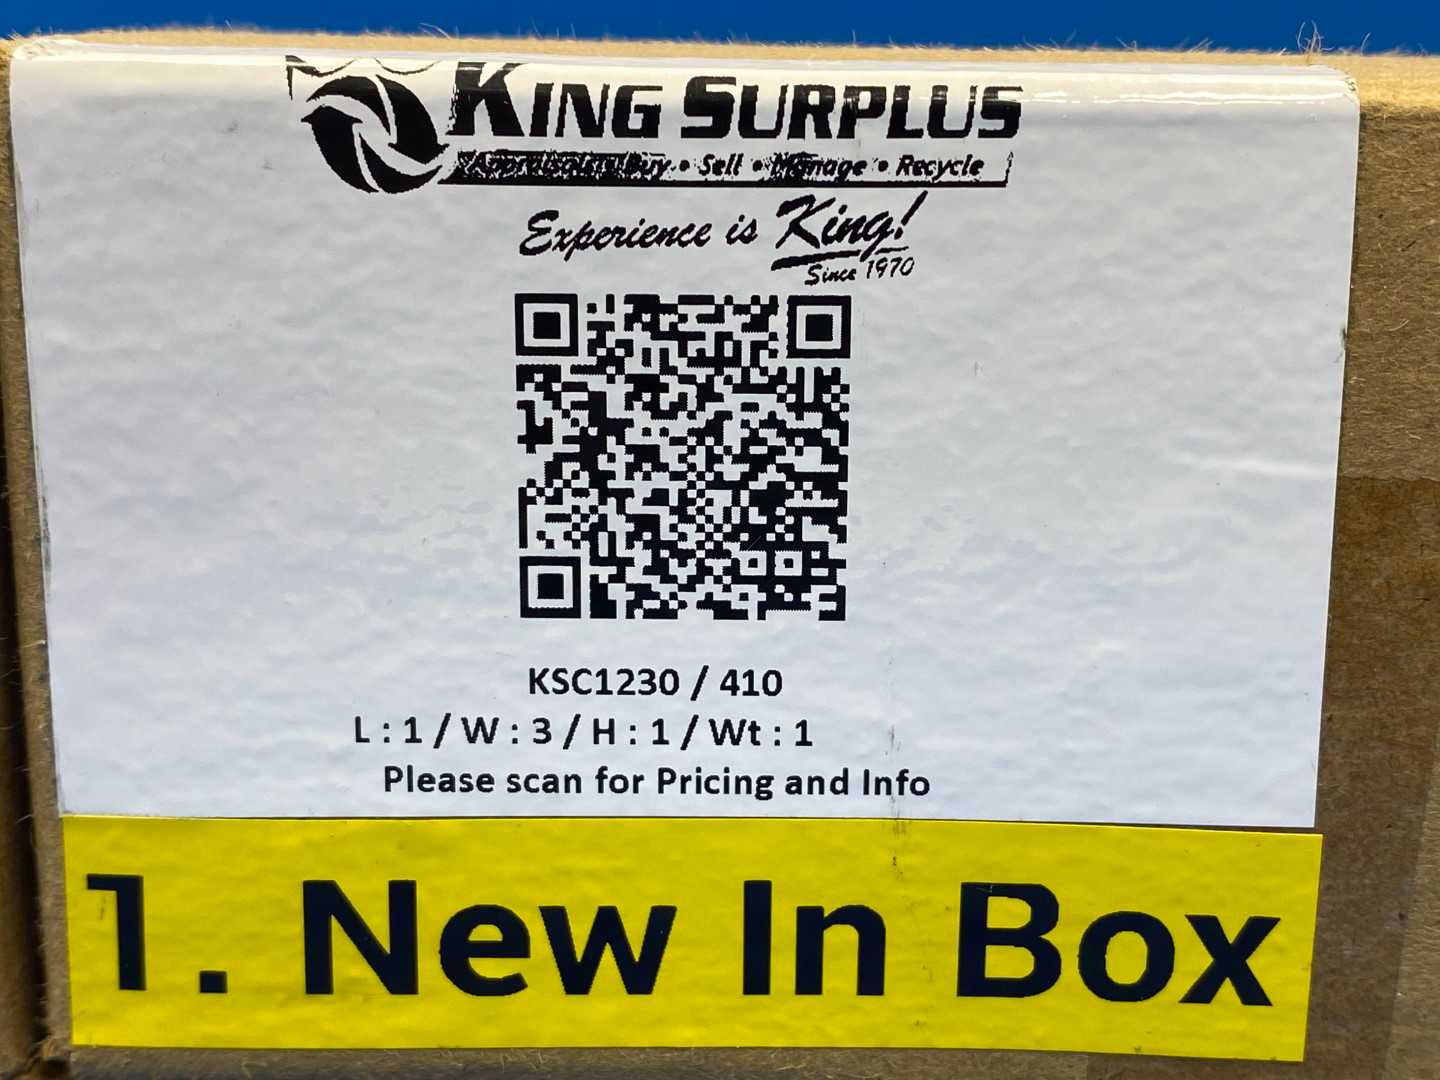 KING SURPLUS
Buy • Sell • Manage • Recycle
Experience is King!
Since 1970
KSC1230 / 410
L : 1 / W : 3 / H : 1 / Wt : 1
Please scan for Pricing and Info
1. New In Box